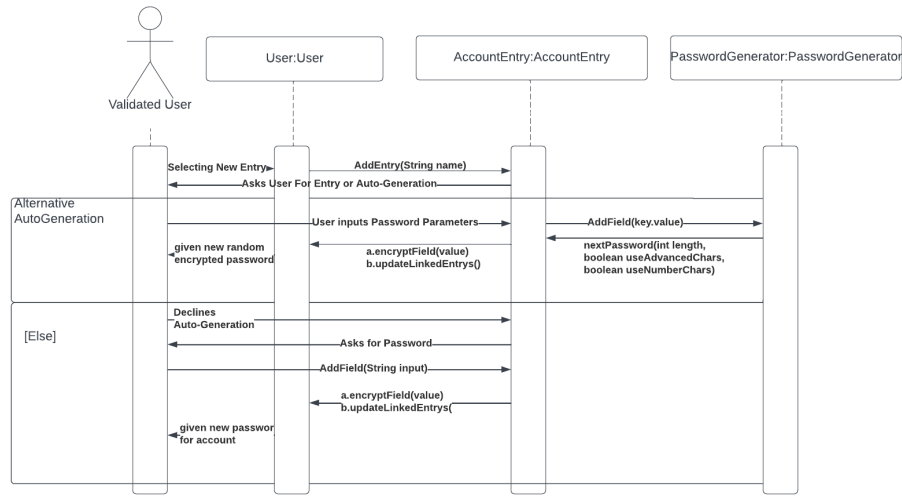 User:User
AccountEntry:AccountEntry
PasswordGenerator:PasswordGenerator
Validated User
Selecting New Entry
AddEntry(String name)
Asks User For Entry or Auto-Generation
Alternative
AutoGeneration
User inputs Password Parameters
AddField(key.value)
given new random
encrypted password
a.encryptField(value)
b.updateLinkedEntrys()
nextPassword(int length,
boolean useAdvancedChars,
boolean useNumberChars)
[Else]
Declines
Auto-Generation
Asks for Password
AddField(String input)
a.encryptField(value)
b.updateLinkedEntrys(
given new passwor
for account